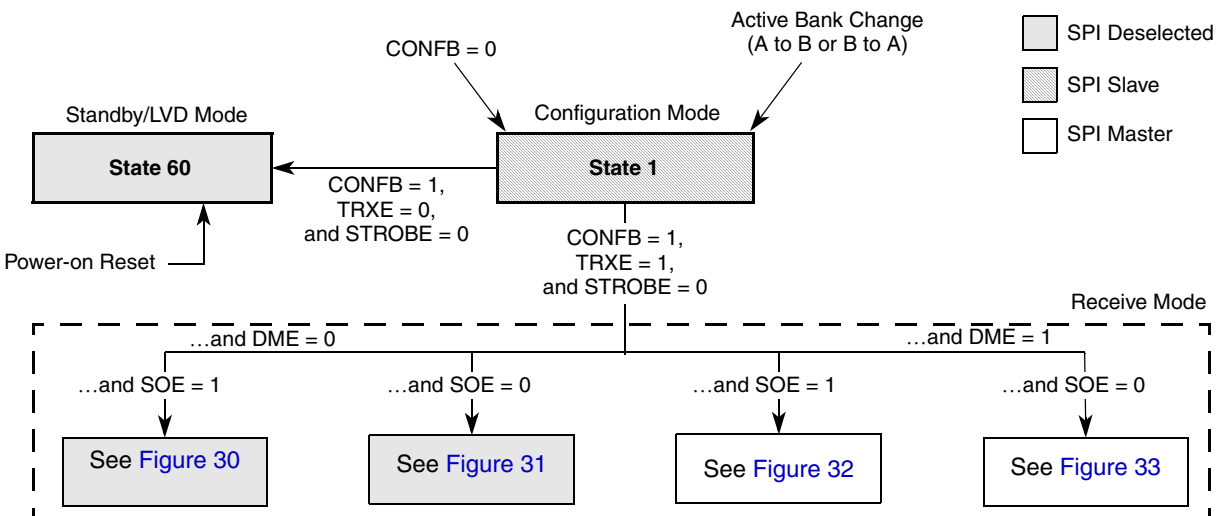 Active Bank Change
(A to B or B to A)
CONFB = 0
SPI Deselected
SPI Slave
SPI Master
Standby/LVD Mode
Configuration Mode
State 60
State 1
CONFB = 1,
TRXE = 0,
and STROBE = 0
Power-on Reset
CONFB = 1,
TRXE = 1,
and STROBE = 0
Receive Mode
…and DME = 0
…and DME = 1
…and SOE = 1
…and SOE = 0
…and SOE = 1
…and SOE = 0
See Figure 30
See Figure 31
See Figure 32
See Figure 33